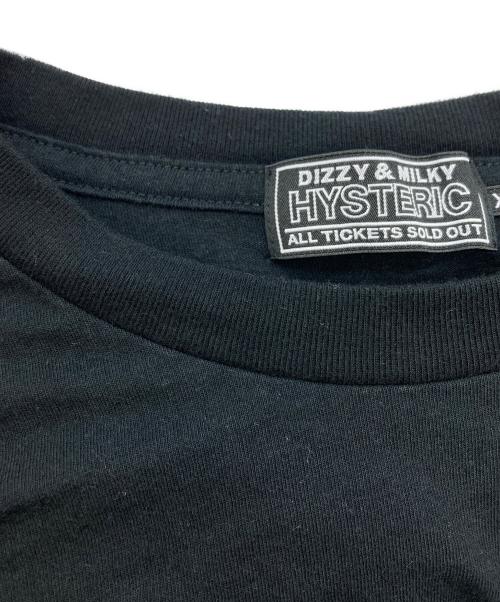 DIZZY & MILKY
HYSTERIC
ALL TICKETS SOLD OUT